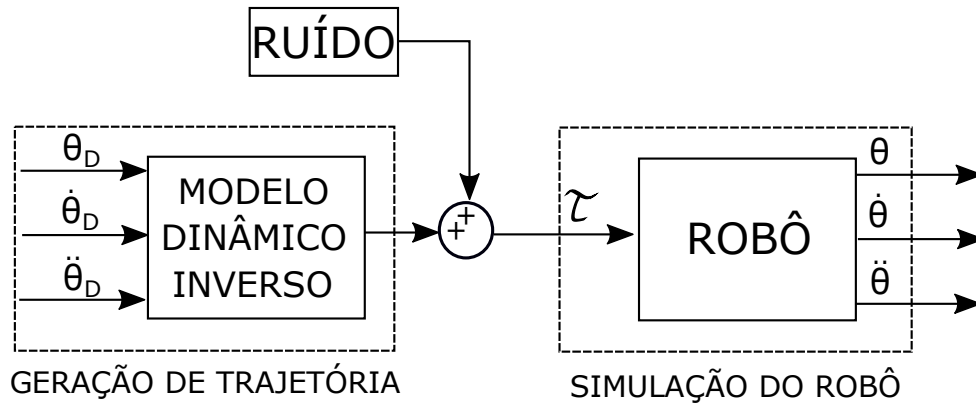 RUÍDO
θD
θ̇D
θ̈D
MODELO
DINÂMICO
INVERSO
+
+
τ
ROBÔ
θ
θ̇
θ̈
GERAÇÃO DE TRAJETÓRIA
SIMULAÇÃO DO ROBÔ